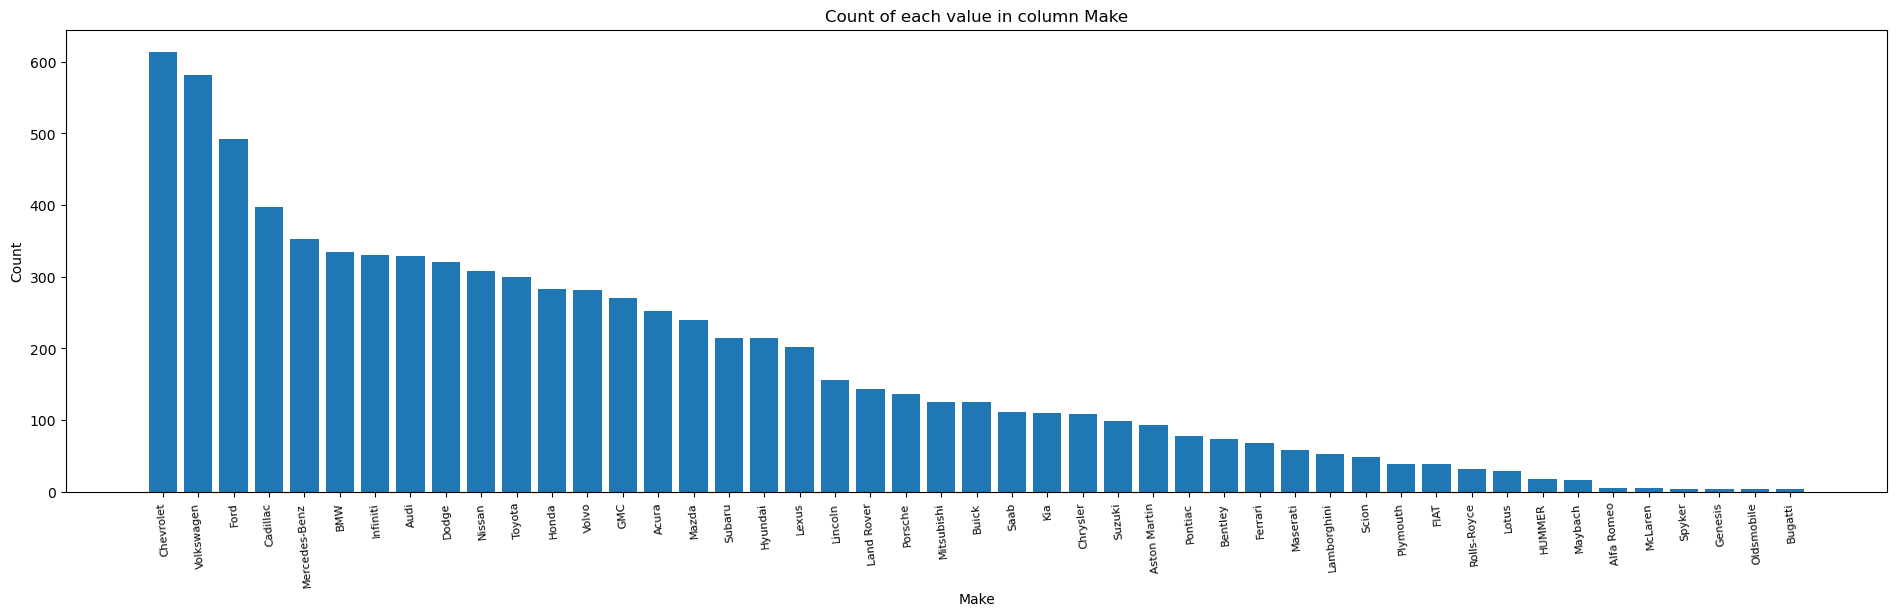 Count of each value in column Make
600
500
400
300
200
100
0
Count
Chevrolet
Volkswagen
Ford
Cadillac
Mercedes-Benz
BMW
Infiniti
Audi
Dodge
Nissan
Toyota
Honda
Volvo
GMC
Acura
Mazda
Subaru
Hyundai
Lexus
Lincoln
Land Rover
Porsche
Mitsubishi
Buick
Saab
Kia
Chrysler
Suzuki
Aston Martin
Pontiac
Bentley
Ferrari
Maserati
Lamborghini
Scion
Plymouth
FIAT
Rolls-Royce
Lotus
HUMMER
Maybach
Alfa Romeo
McLaren
Spyker
Genesis
Oldsmobile
Bugatti
Make